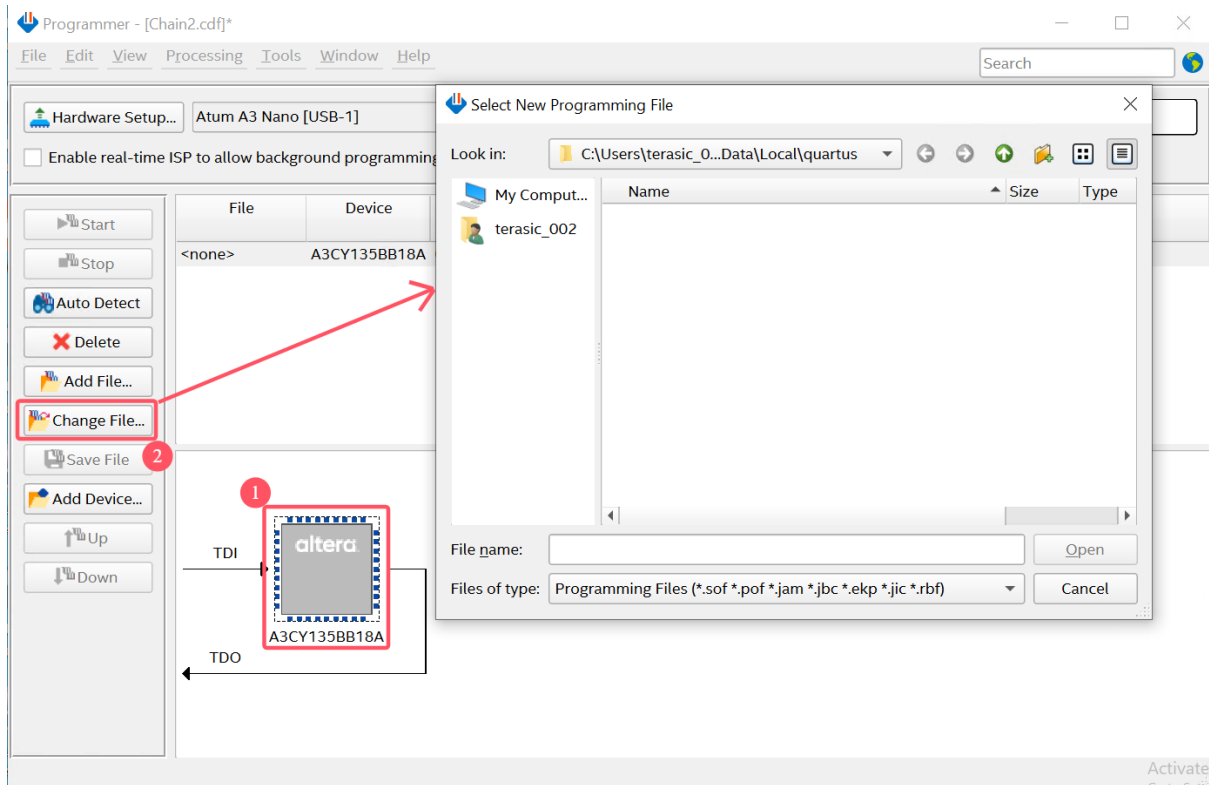 Programmer - [Chain2.cdf]*
File Edit View Processing Tools Window Help
Search
Hardware Setup...
Atum A3 Nano [USB-1]
Enable real-time ISP to allow background programming
Start
Stop
Auto Detect
Delete
Add File...
Change File...
2
Save File
Add Device...
Up
Down
File Device
<none> A3CY135BB18A
1
TDI
altera
A3CY135BB18A
TDO
Select New Programming File
Look in: C:\Users\terasic_0...Data\Local\quartus
My Comput...
terasic_002
Name Size Type
File name:
Open
Files of type: Programming Files (*.sof *.pof *.jam *.jbc *.ekp *.jic *.rbf)
Cancel
Activate